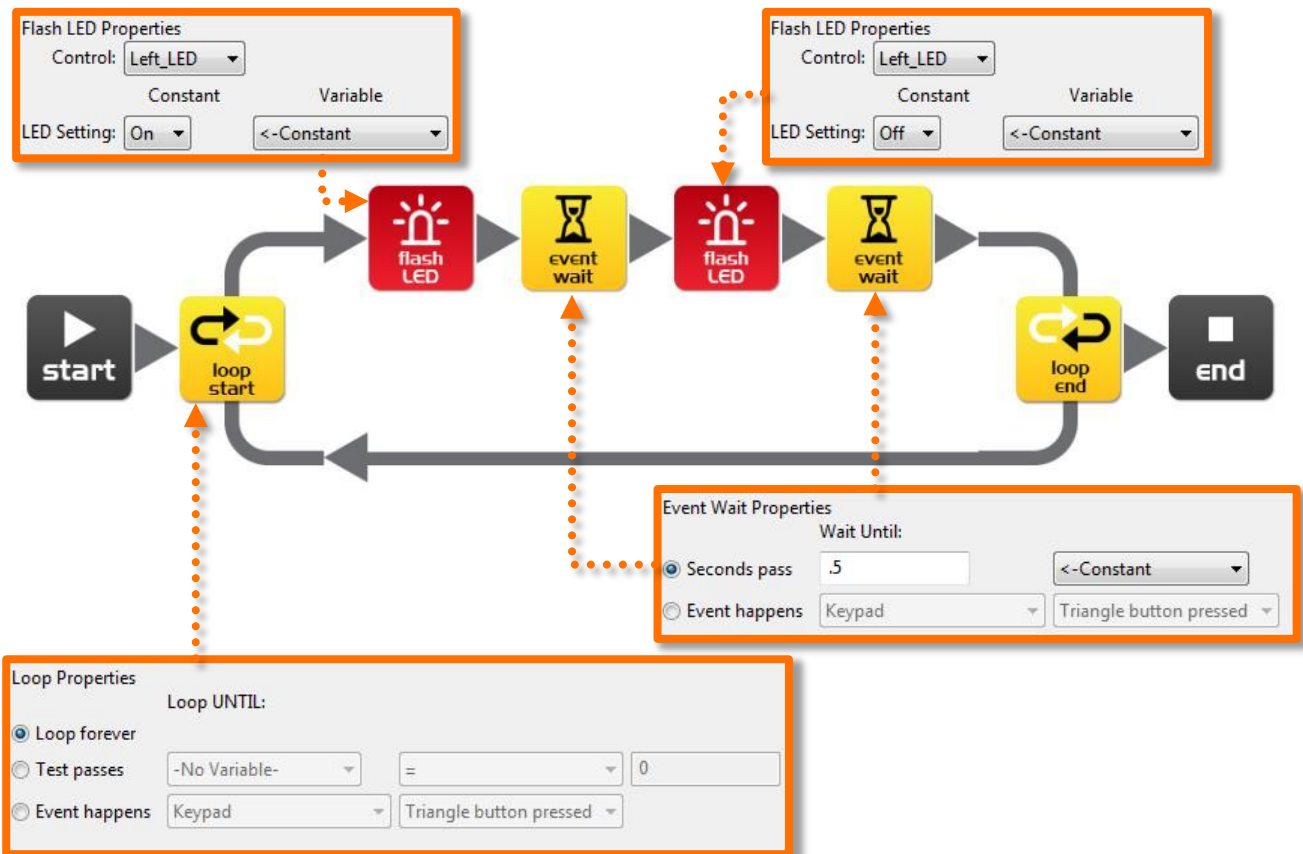 Flash LED Properties
Control: Left_LED
Constant Variable
LED Setting: On <-Constant
Flash LED Properties
Control: Left_LED
Constant Variable
LED Setting: Off <-Constant
start
loop
start
flash
LED
event
wait
flash
LED
event
wait
loop
end
end
Event Wait Properties
Wait Until:
Seconds pass .5 <-Constant
Event happens Keypad Triangle button pressed
Loop Properties
Loop UNTIL:
Loop forever
Test passes -No Variable- = 0
Event happens Keypad Triangle button pressed